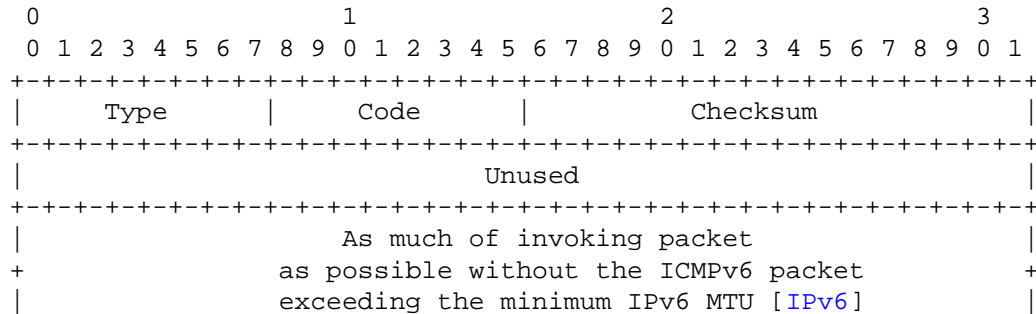 0                   1                   2                   3
 0 1 2 3 4 5 6 7 8 9 0 1 2 3 4 5 6 7 8 9 0 1 2 3 4 5 6 7 8 9 0 1
+-+-+-+-+-+-+-+-+-+-+-+-+-+-+-+-+-+-+-+-+-+-+-+-+-+-+-+-+-+-+-+-+
|     Type      |     Code      |          Checksum             |
+-+-+-+-+-+-+-+-+-+-+-+-+-+-+-+-+-+-+-+-+-+-+-+-+-+-+-+-+-+-+-+-+
|                             Unused                            |
+-+-+-+-+-+-+-+-+-+-+-+-+-+-+-+-+-+-+-+-+-+-+-+-+-+-+-+-+-+-+-+-+
|                    As much of invoking packet                 |
+                as possible without the ICMPv6 packet          +
|                exceeding the minimum IPv6 MTU [IPv6]          |